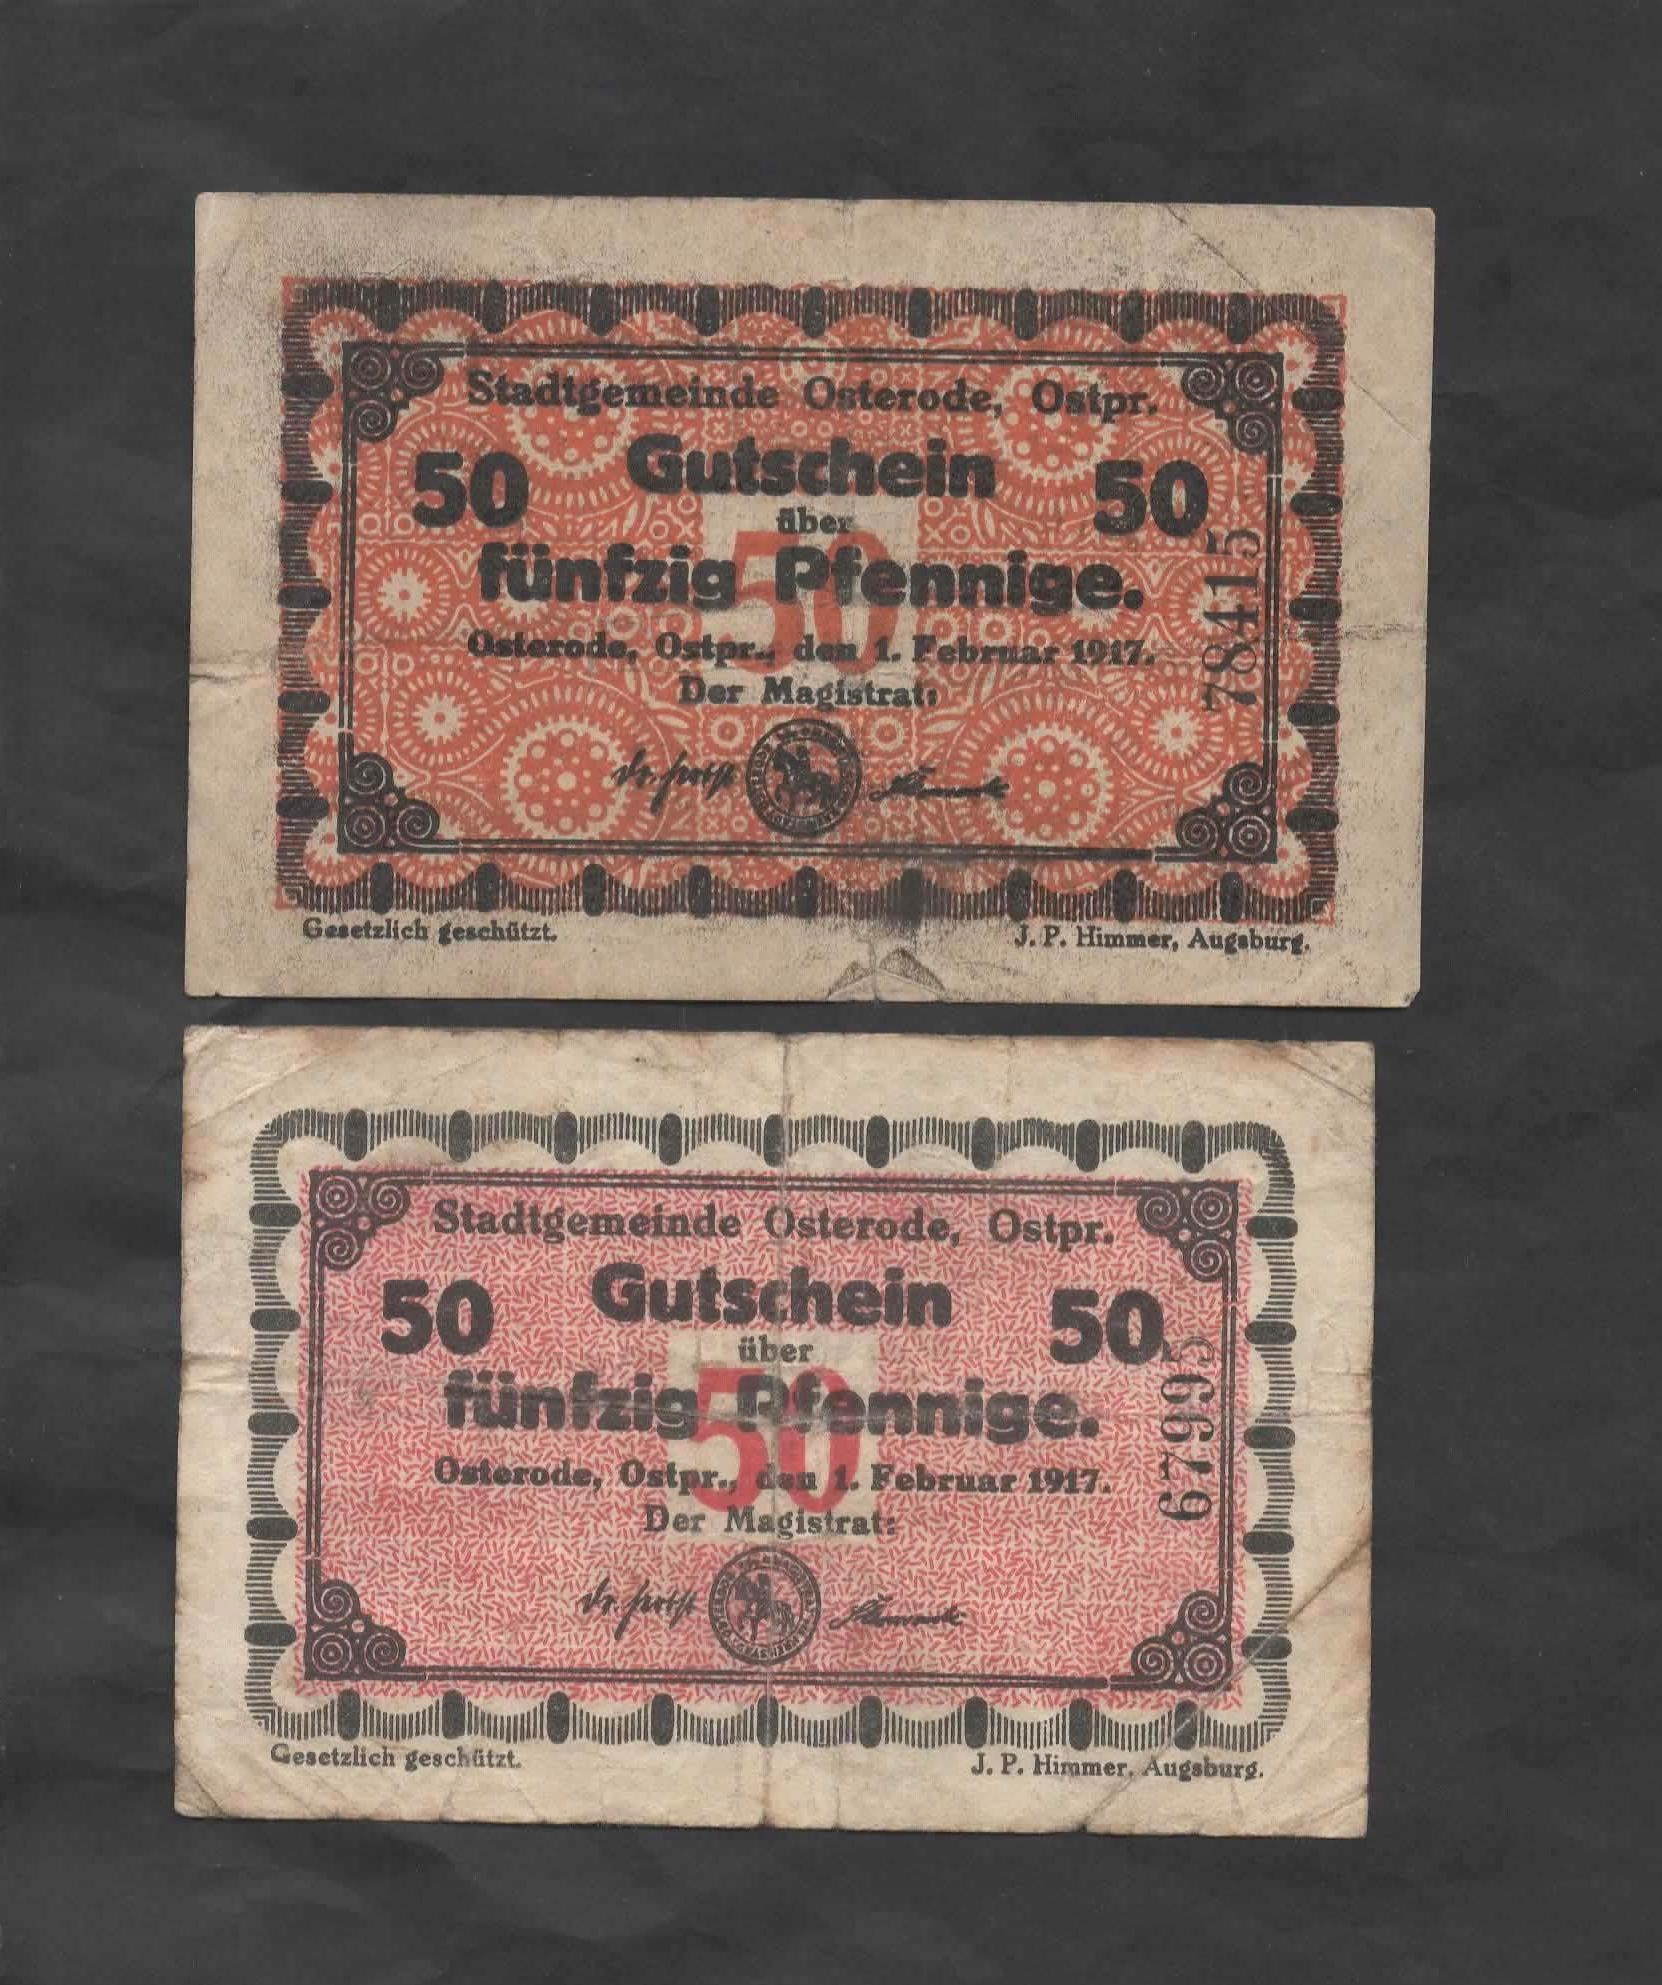 Stadtgemeinde Osterode, Ostpr.
50 Gutschein 50
über
50
fünfzig Pfennige.
Osterode, Ostpr., den 1. Februar 1917.
Der Magistrat:
78415
Gesetzlich geschützt.
J. P. Himmer, Augsburg.
Stadtgemeinde Osterode, Ostpr.
50 Gutschein 50
über
50
fünfzig Pfennige.
Osterode, Ostpr., den 1. Februar 1917.
Der Magistrat:
67995
Gesetzlich geschützt.
J. P. Himmer, Augsburg.